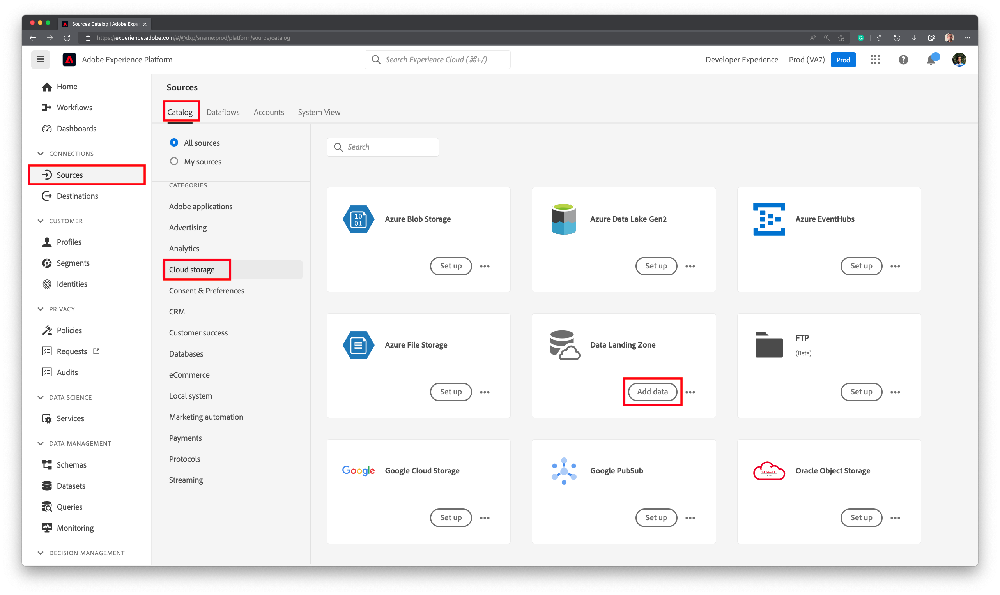 Sources Catalog | Adobe Expe
https://experience.adobe.com/#/@dxp/sname:prod/platform/source/catalog
Adobe Experience Platform
Search Experience Cloud (⌘+/)
Developer Experience
Prod (VA7)
Prod
Home
Workflows
Dashboards
CONNECTIONS
Sources
Destinations
CUSTOMER
Profiles
Segments
Identities
PRIVACY
Policies
Requests
Audits
DATA SCIENCE
Services
DATA MANAGEMENT
Schemas
Datasets
Queries
Monitoring
DECISION MANAGEMENT
Sources
Catalog
Dataflows
Accounts
System View
All sources
My sources
CATEGORIES
Adobe applications
Advertising
Analytics
Cloud storage
Consent & Preferences
CRM
Customer success
Databases
eCommerce
Local system
Marketing automation
Payments
Protocols
Streaming
Search
10
01
Azure Blob Storage
Set up
Azure Data Lake Gen2
Set up
Azure EventHubs
Set up
Azure File Storage
Set up
Data Landing Zone
Add data
FTP
(Beta)
Set up
Google
Google Cloud Storage
Set up
Google PubSub
Set up
ORACLE
CLOUD
Oracle Object Storage
Set up